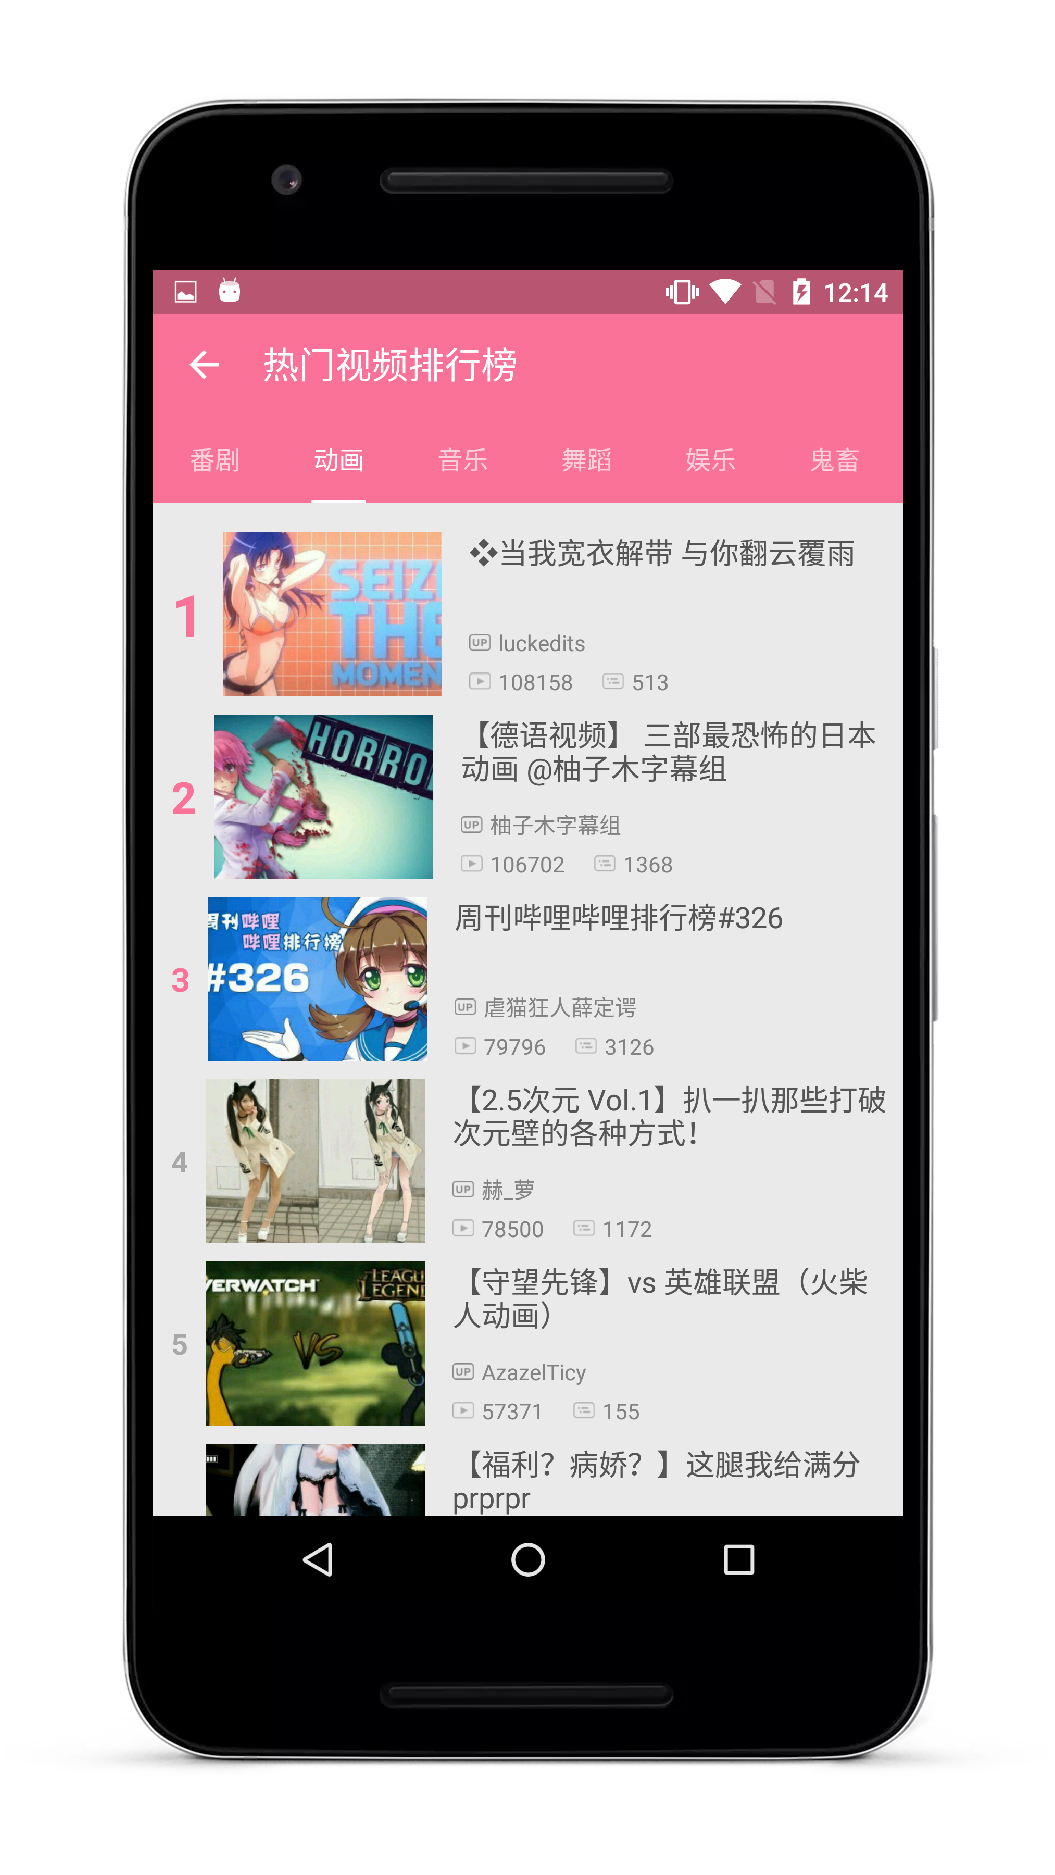 12:14
热门视频排行榜
番剧 动画 音乐 舞蹈 娱乐 鬼畜
1
SEIZ
THE
MOMEN
❖当我宽衣解带 与你翻云覆雨
UP luckedits
108158 513
2
HORRO
【德语视频】 三部最恐怖的日本
动画 @柚子木字幕组
UP 柚子木字幕组
106702 1368
3
周刊哔哩
哔哩排行榜
#326
周刊哔哩哔哩排行榜#326
UP 虐猫狂人薛定谔
79796 3126
4
【2.5次元 Vol.1】扒一扒那些打破
次元壁的各种方式!
UP 赫_萝
78500 1172
5
VERWATCH
LEAGU
LEGEN
VS
【守望先锋】vs 英雄联盟（火柴
人动画）
UP AzazelTicy
57371 155
【福利？病娇？】这腿我给满分
prprpr